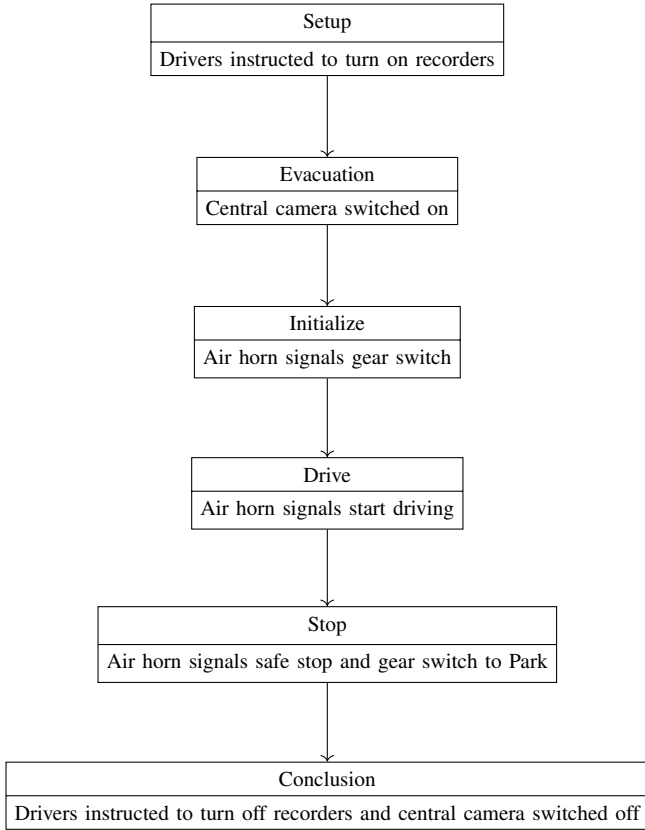 Setup
Drivers instructed to turn on recorders
Evacuation
Central camera switched on
Initialize
Air horn signals gear switch
Drive
Air horn signals start driving
Stop
Air horn signals safe stop and gear switch to Park
Conclusion
Drivers instructed to turn off recorders and central camera switched off